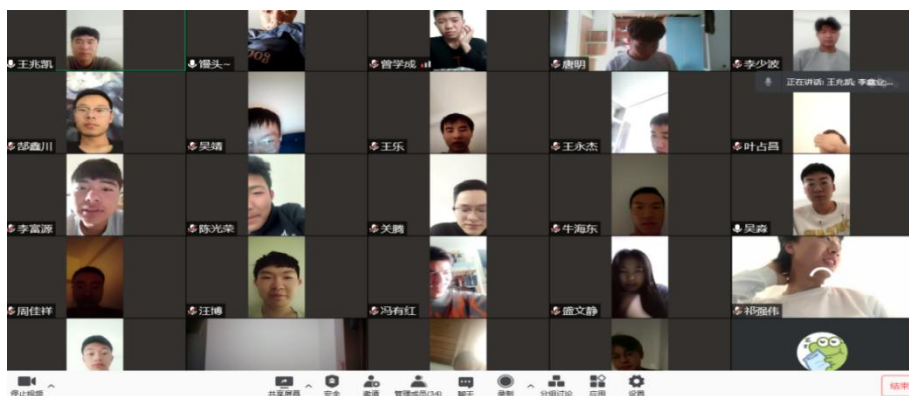 王兆凯
馒头~
曾学成
唐明
李少波
正在讲话: 王兆凯; 李鑫业;...
郜鑫川
吴婧
王乐
王永杰
叶占昌
李富源
陈光荣
关腾
牛海东
吴淼
周佳祥
汪博
冯有红
盛文静
祁强伟
停止视频
共享屏幕
安全
邀请
管理成员(34)
聊天
录制
分组讨论
应用
设置
结束